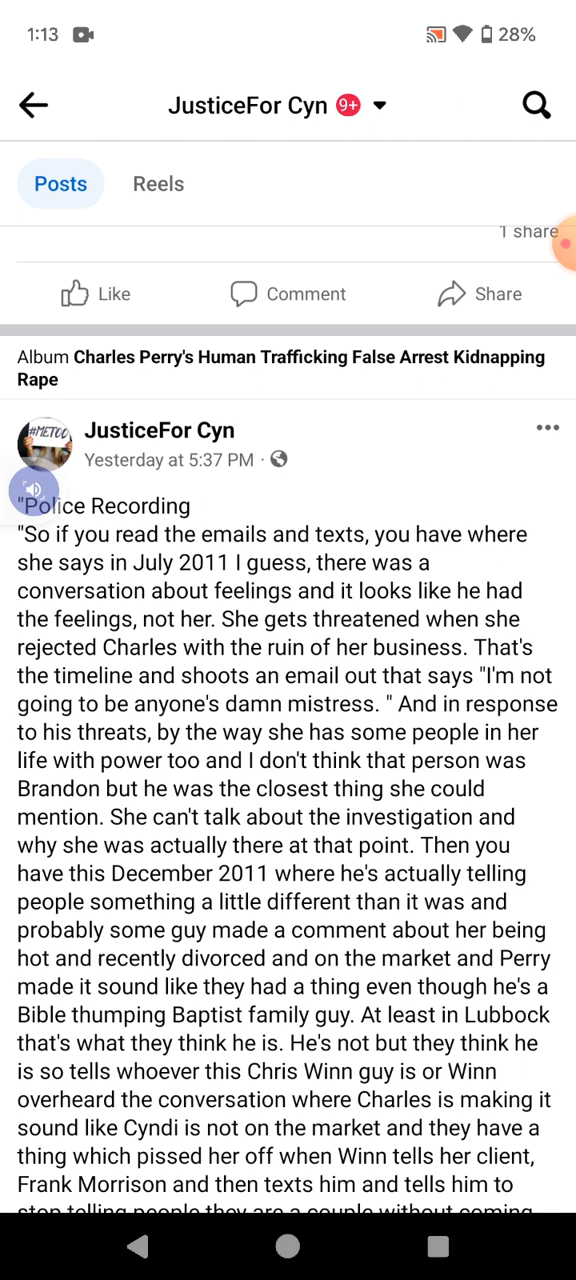 1:13
28%
JusticeFor Cyn 9+
Posts
Reels
1 share
Like
Comment
Share
Album Charles Perry's Human Trafficking False Arrest Kidnapping
Rape
#METOO
JusticeFor Cyn
Yesterday at 5:37 PM ·
"Police Recording
"So if you read the emails and texts, you have where
she says in July 2011 I guess, there was a
conversation about feelings and it looks like he had
the feelings, not her. She gets threatened when she
rejected Charles with the ruin of her business. That's
the timeline and shoots an email out that says "I'm not
going to be anyone's damn mistress. " And in response
to his threats, by the way she has some people in her
life with power too and I don't think that person was
Brandon but he was the closest thing she could
mention. She can't talk about the investigation and
why she was actually there at that point. Then you
have this December 2011 where he's actually telling
people something a little different than it was and
probably some guy made a comment about her being
hot and recently divorced and on the market and Perry
made it sound like they had a thing even though he's a
Bible thumping Baptist family guy. At least in Lubbock
that's what they think he is. He's not but they think he
is so tells whoever this Chris Winn guy is or Winn
overheard the conversation where Charles is making it
sound like Cyndi is not on the market and they have a
thing which pissed her off when Winn tells her client,
Frank Morrison and then texts him and tells him to
stop telling people they are a couple without coming